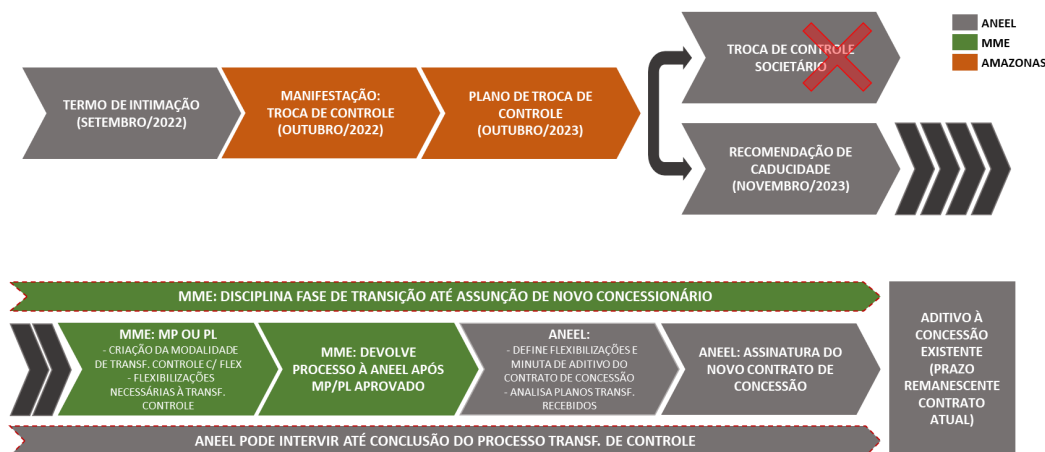 TERMO DE INTIMAÇÃO
(SETEMBRO/2022)
MANIFESTAÇÃO:
TROCA DE CONTROLE
(OUTUBRO/2022)
PLANO DE TROCA DE
CONTROLE
(OUTUBRO/2023)
TROCA DE CONTROLE
SOCIETÁRIO
RECOMENDAÇÃO DE
CADUCIDADE
(NOVEMBRO/2023)
ANEEL
MME
AMAZONAS
MME: DISCIPLINA FASE DE TRANSIÇÃO ATÉ ASSUNÇÃO DE NOVO CONCESSIONÁRIO
MME: MP OU PL
- CRIAÇÃO DA MODALIDADE
DE TRANSF. CONTROLE C/ FLEX
- FLEXIBILIZAÇÕES
NECESSÁRIAS À TRANSF.
CONTROLE
MME: DEVOLVE
PROCESSO À ANEEL APÓS
MP/PL APROVADO
ANEEL:
- DEFINE FLEXIBILIZAÇÕES E
MINUTA DE ADITIVO DO
CONTRATO DE CONCESSÃO
- ANALISA PLANOS TRANSF.
RECEBIDOS
ANEEL: ASSINATURA DO
NOVO CONTRATO DE
CONCESSÃO
ADITIVO À
CONCESSÃO
EXISTENTE
(PRAZO
REMANESCENTE
CONTRATO
ATUAL)
ANEEL PODE INTERVIR ATÉ CONCLUSÃO DO PROCESSO TRANSF. DE CONTROLE